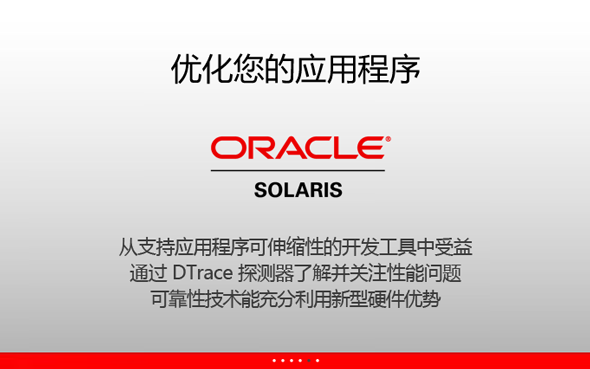 优化您的应用程序
ORACLE®
SOLARIS
从支持应用程序可伸缩性的开发工具中受益
通过 DTrace 探测器了解并关注性能问题
可靠性技术能充分利用新型硬件优势